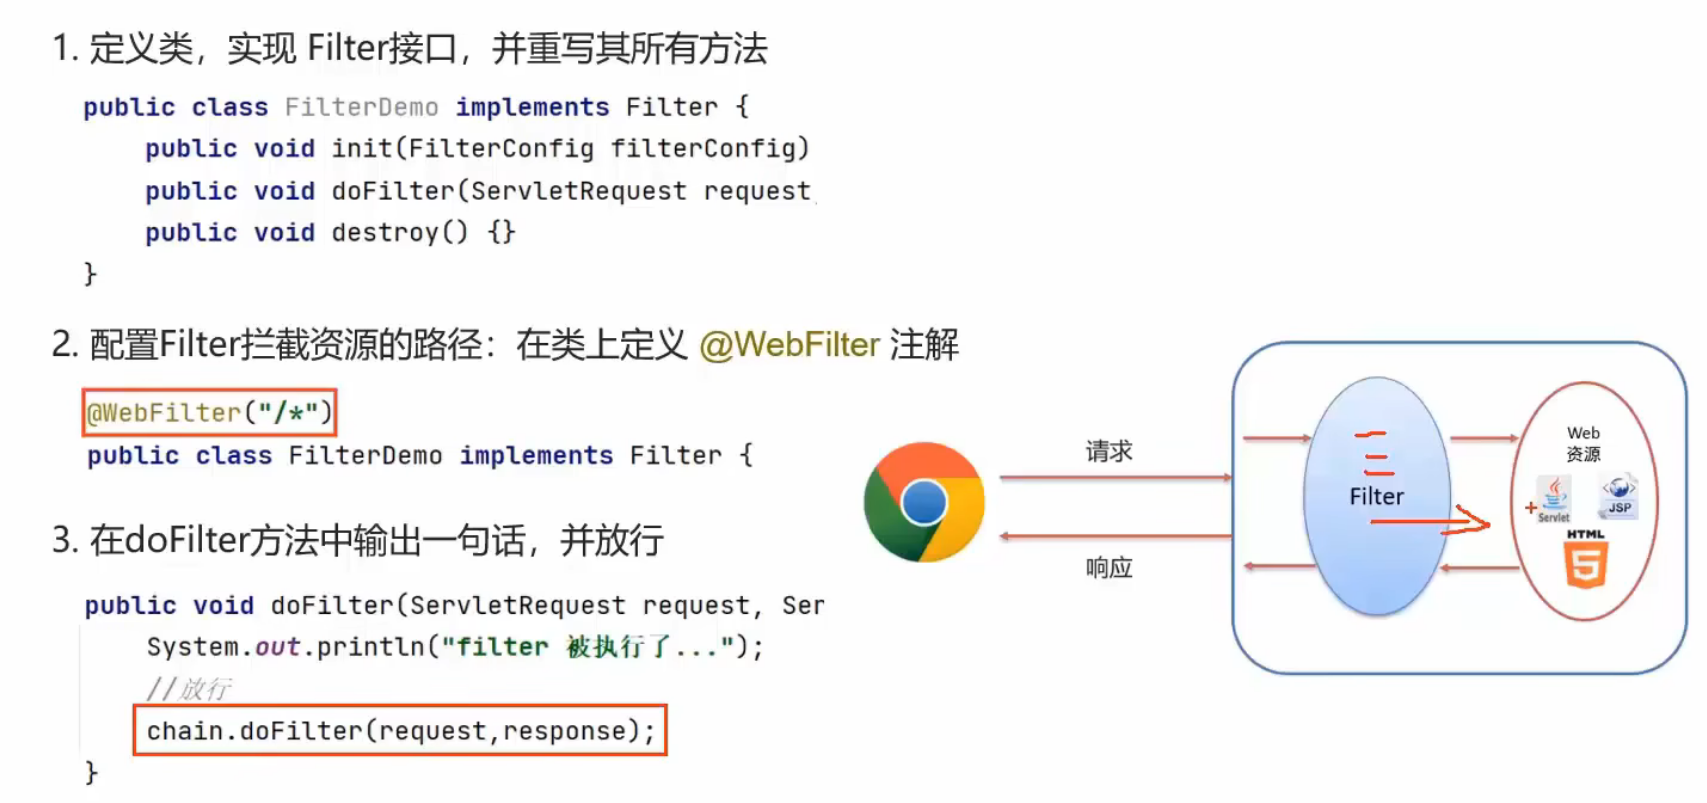 1. 定义类，实现 Filter接口，并重写其所有方法
public class FilterDemo implements Filter {
public void init(FilterConfig filterConfig)
public void doFilter(ServletRequest request,
public void destroy() {}
}
2. 配置Filter拦截资源的路径：在类上定义 @WebFilter 注解
@WebFilter("/*")
public class FilterDemo implements Filter {
3. 在doFilter方法中输出一句话，并放行
public void doFilter(ServletRequest request, Ser
System.out.println("filter 被执行了...");
//放行
chain.doFilter(request,response);
}
请求
响应
Filter
Web
资源
Servlet
JSP
HTML
5